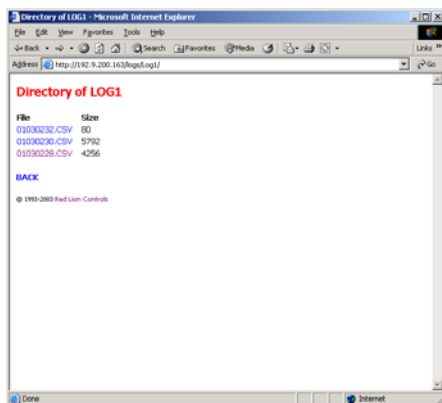 Directory of LOG1 - Microsoft Internet Explorer
File Edit View Favorites Tools Help
Back Search Favorites Media Links »
Address http://192.9.200.163/logs/Log1/ Go
Directory of LOG1
File Size
01030232.CSV 80
01030230.CSV 5792
01030228.CSV 4256
BACK
© 1993-2003 Red Lion Controls
Done Internet